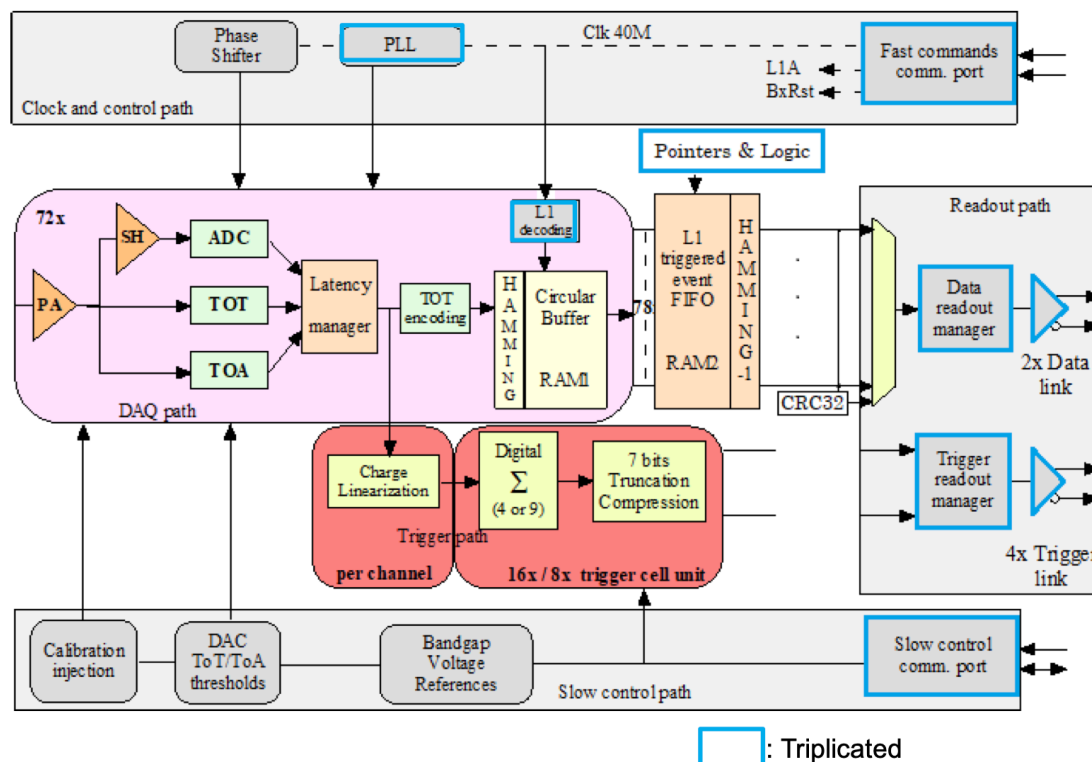 Phase
Shifter
PLL
Clk 40M
Fast commands
comm. port
L1A
BxRst
Clock and control path
Pointers & Logic
72x
SH
ADC
PA
TOT
TOA
Latency
manager
TOT
encoding
L1
decoding
HAMMING
Circular
Buffer
RAM1
DAQ path
78x
L1
triggered
event
FIFO
RAM2
HAMMING-1
CRC32
Readout path
Data
readout
manager
2x Data
link
Trigger
readout
manager
4x Trigger
link
Charge
Linearization
Digital
Σ
(4 or 9)
7 bits
Truncation
Compression
Trigger path
per channel
16x / 8x trigger cell unit
Calibration
injection
DAC
ToT/ToA
thresholds
Bandgap
Voltage
References
Slow control path
Slow control
comm. port
: Triplicated